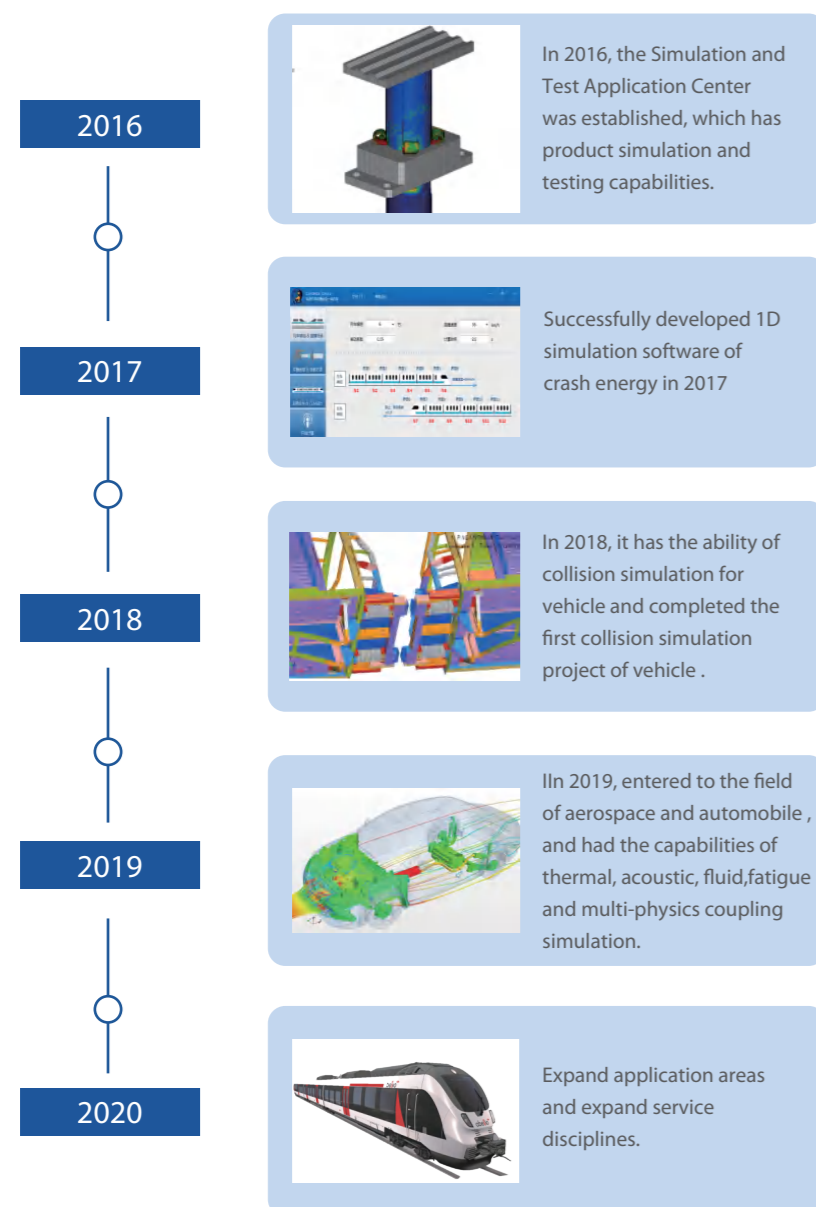 2016
In 2016, the Simulation and
Test Application Center
was established, which has
product simulation and
testing capabilities.
2017
Successfully developed 1D
simulation software of
crash energy in 2017
2018
In 2018, it has the ability of
collision simulation for
vehicle and completed the
first collision simulation
project of vehicle .
2019
IIn 2019, entered to the field
of aerospace and automobile ,
and had the capabilities of
thermal, acoustic, fluid,fatigue
and multi-physics coupling
simulation.
2020
Expand application areas
and expand service
disciplines.